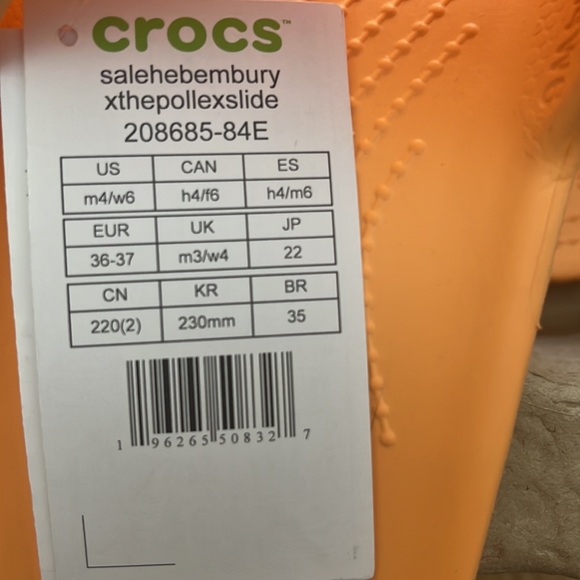 crocs™
salehebembury
xthepollexslide
208685-84E
US CAN ES
m4/w6 h4/f6 h4/m6
EUR UK JP
36-37 m3/w4 22
CN KR BR
220(2) 230mm 35
1 96265 50832 7